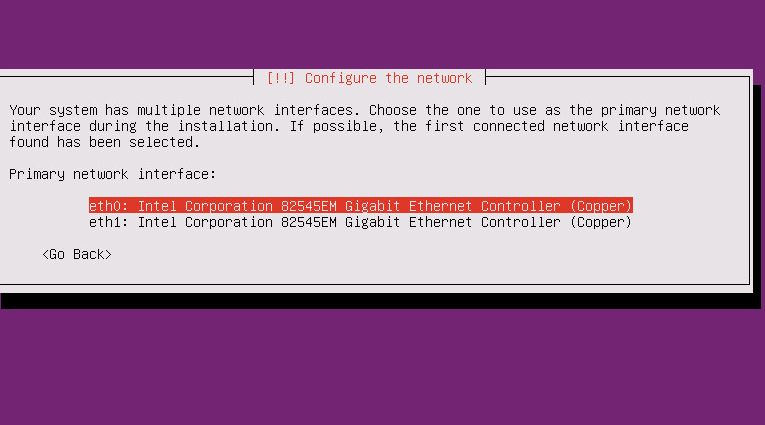 [!!] Configure the network
Your system has multiple network interfaces. Choose the one to use as the primary network
interface during the installation. If possible, the first connected network interface
found has been selected.
Primary network interface:
eth0: Intel Corporation 82545EM Gigabit Ethernet Controller (Copper)
eth1: Intel Corporation 82545EM Gigabit Ethernet Controller (Copper)
<Go Back>